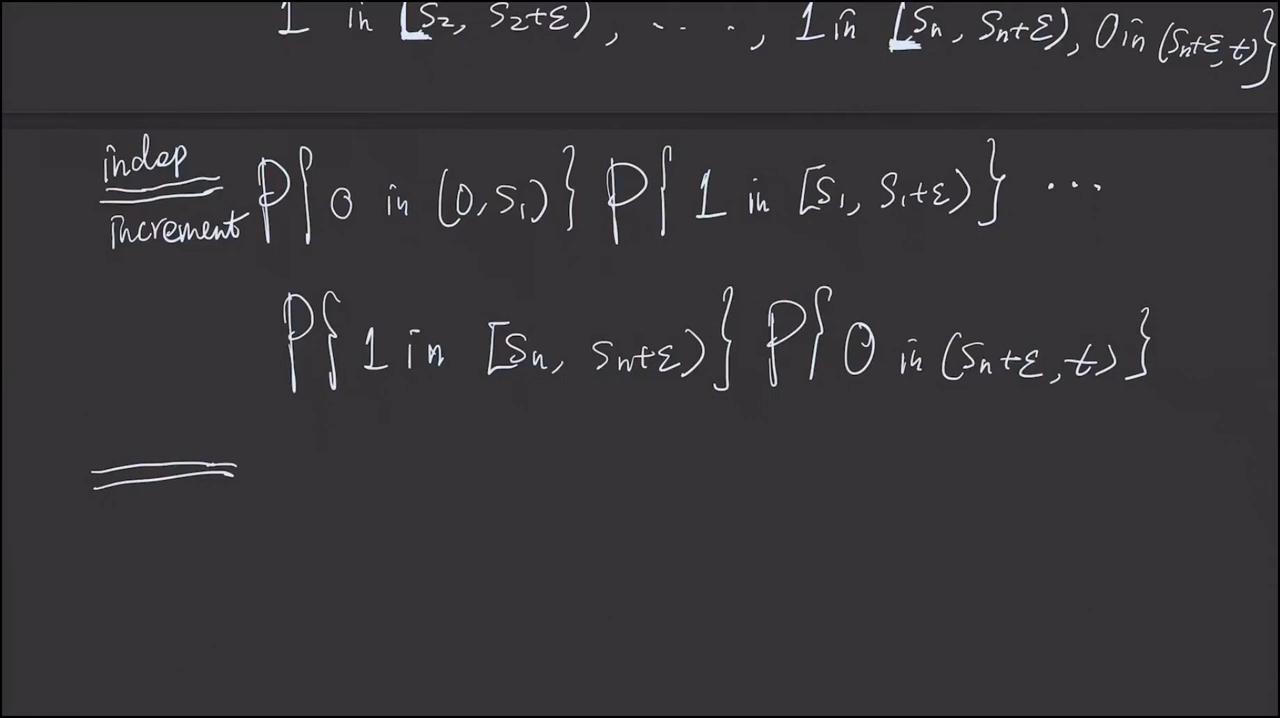 1 in [S₂, S₂+ε), ‥ ‥, 1 in [Sₙ, Sₙ+ε), 0 in (Sₙ+ε, t)}
indep
increment P{ 0 in (0, S₁) } P{ 1 in [S₁, S₁+ε) } ...
P{ 1 in [Sₙ, Sₙ+ε) } P{ 0 in (Sₙ+ε, t) }
=